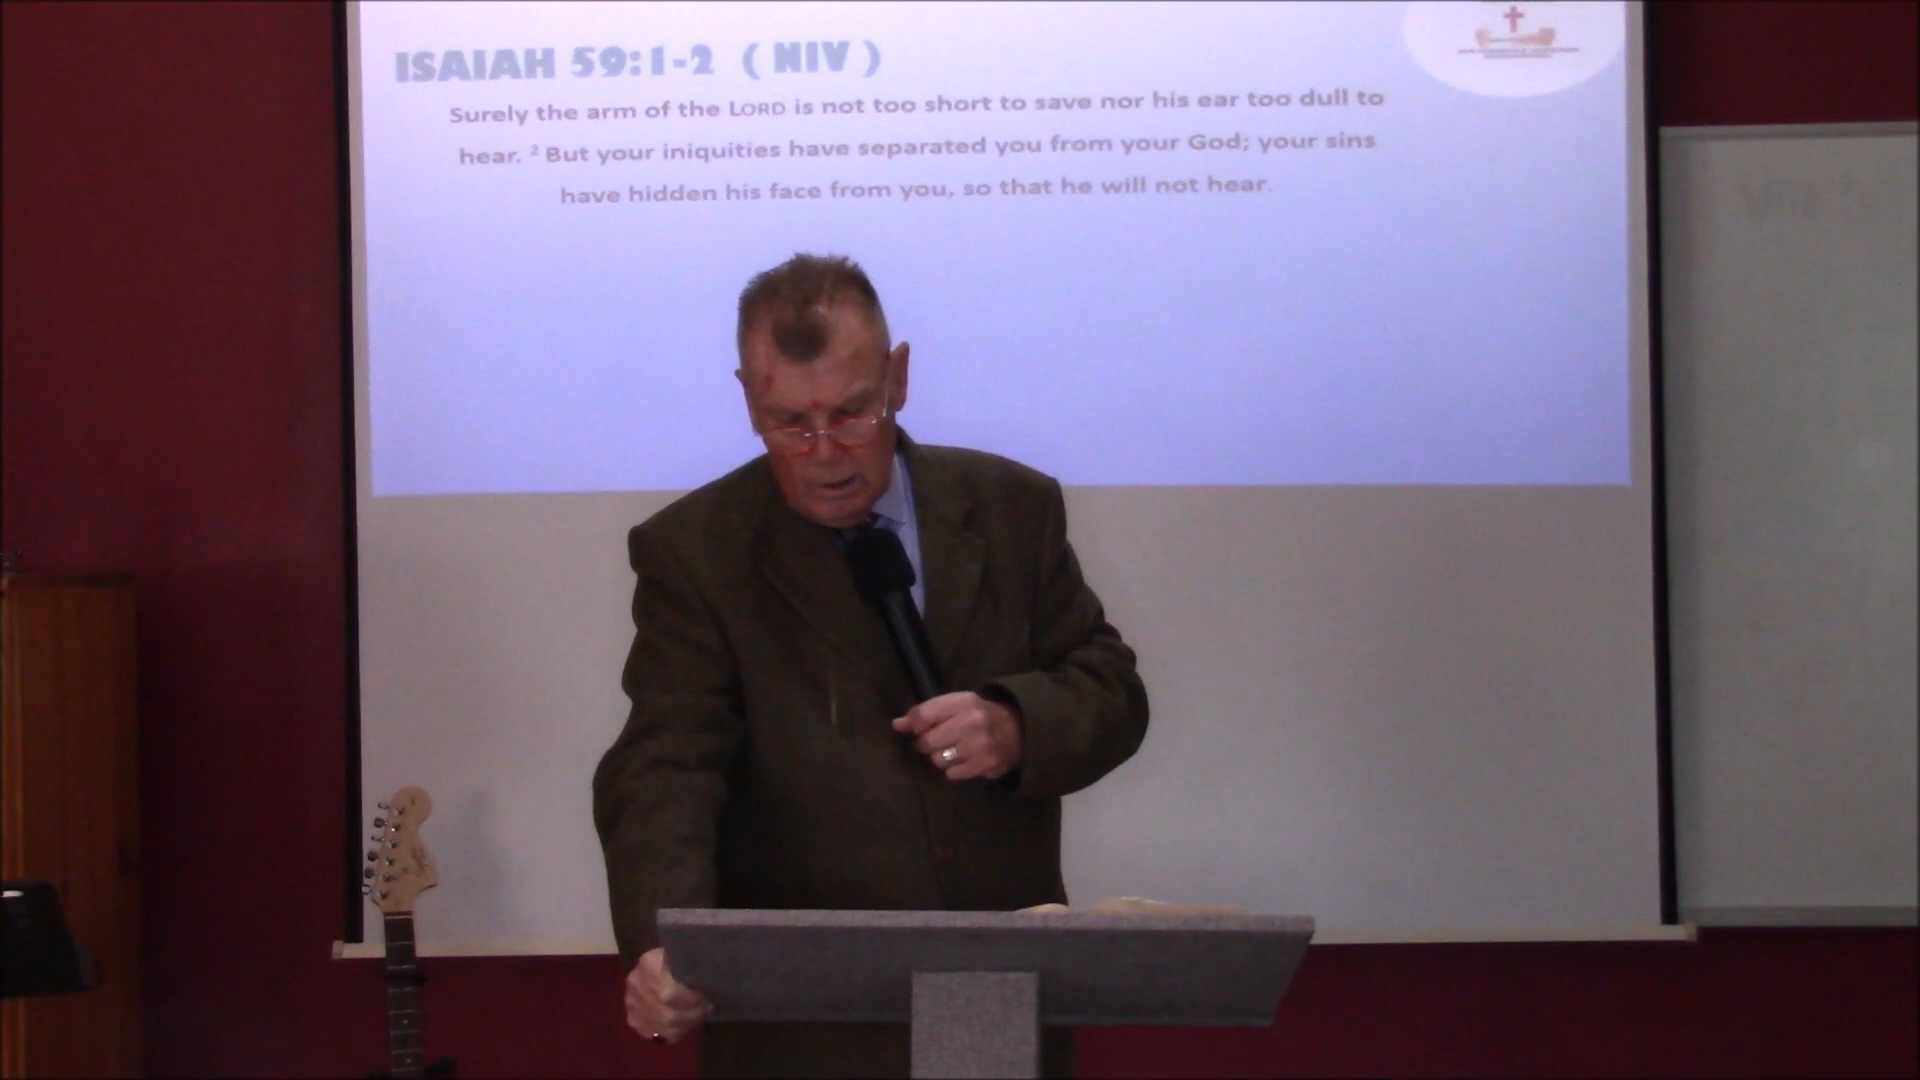 ISAIAH 59:1-2 ( NIV )
Surely the arm of the LORD is not too short to save nor his ear too dull to
hear. ² But your iniquities have separated you from your God; your sins
have hidden his face from you, so that he will not hear.